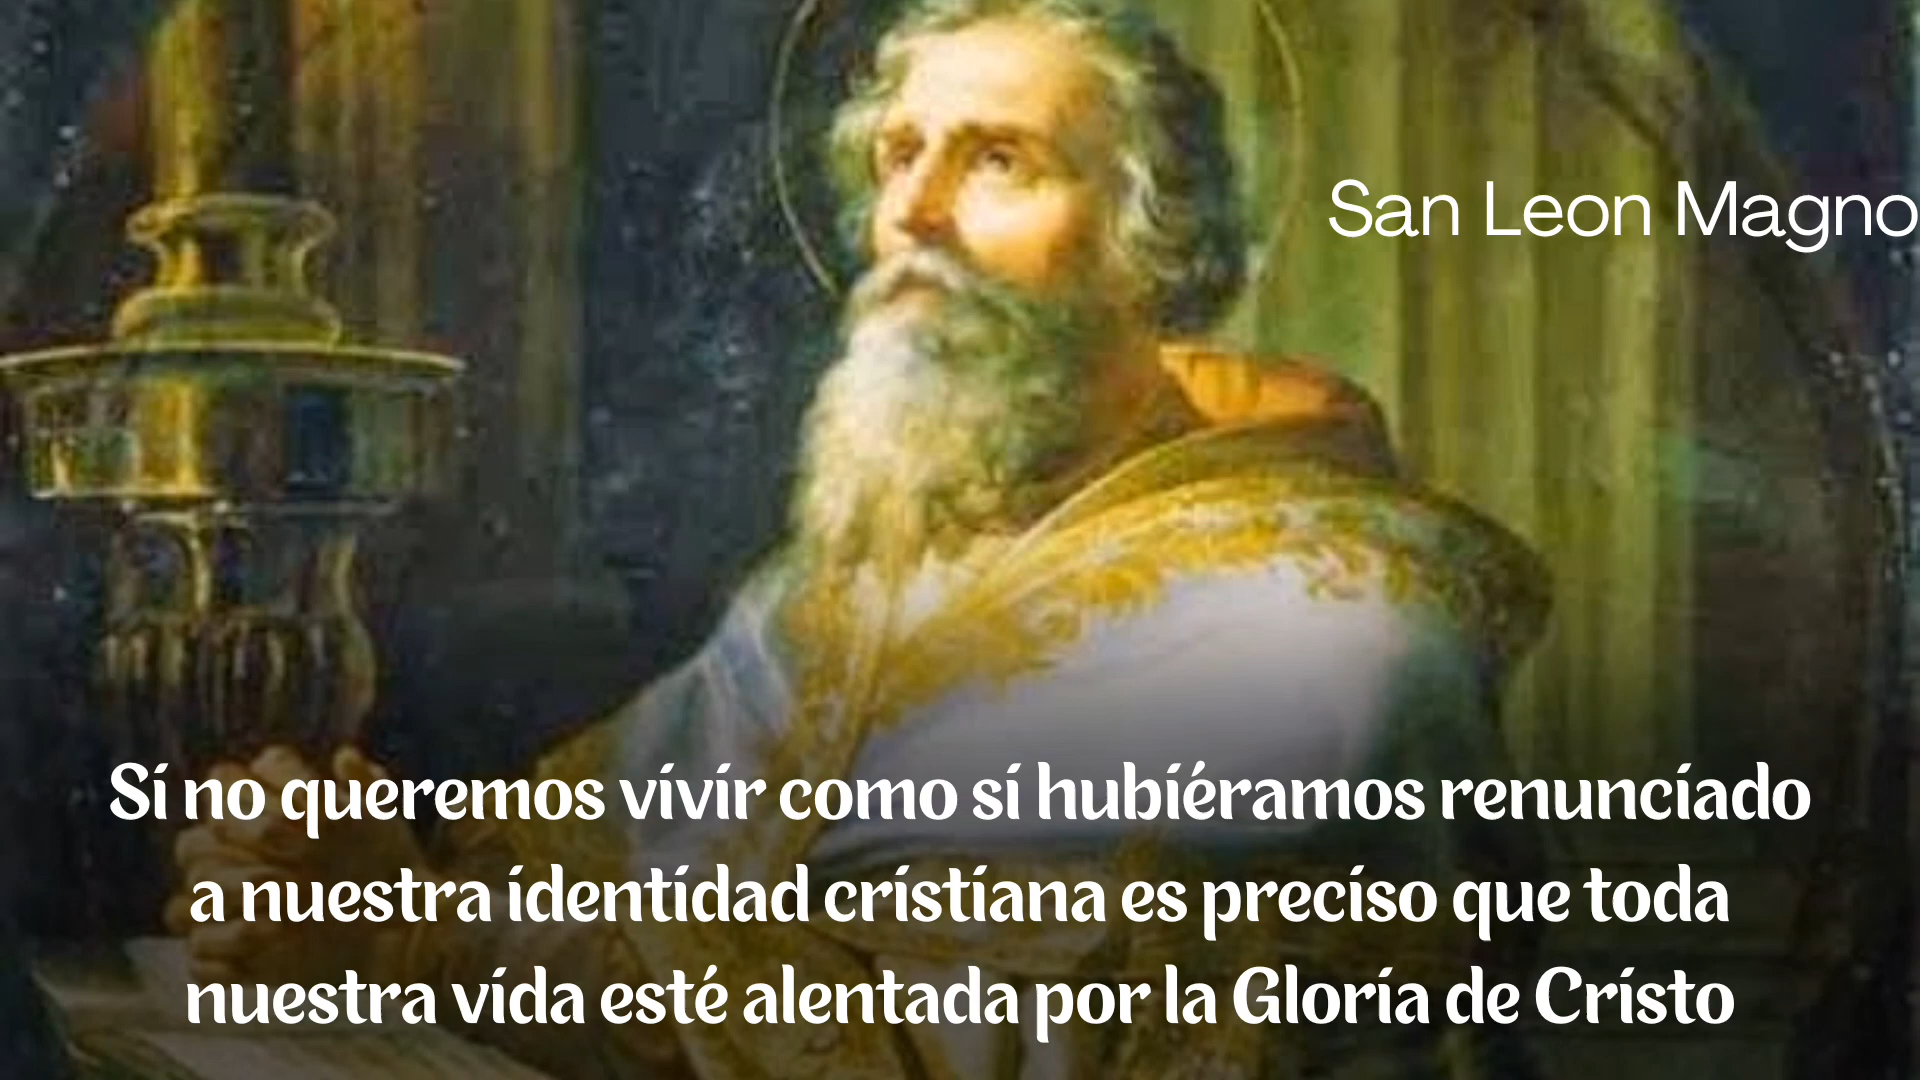 San Leon Magno
Si no queremos vivir como si hubiéramos renunciado
a nuestra identidad cristiana es preciso que toda
nuestra vida esté alentada por la Gloria de Cristo